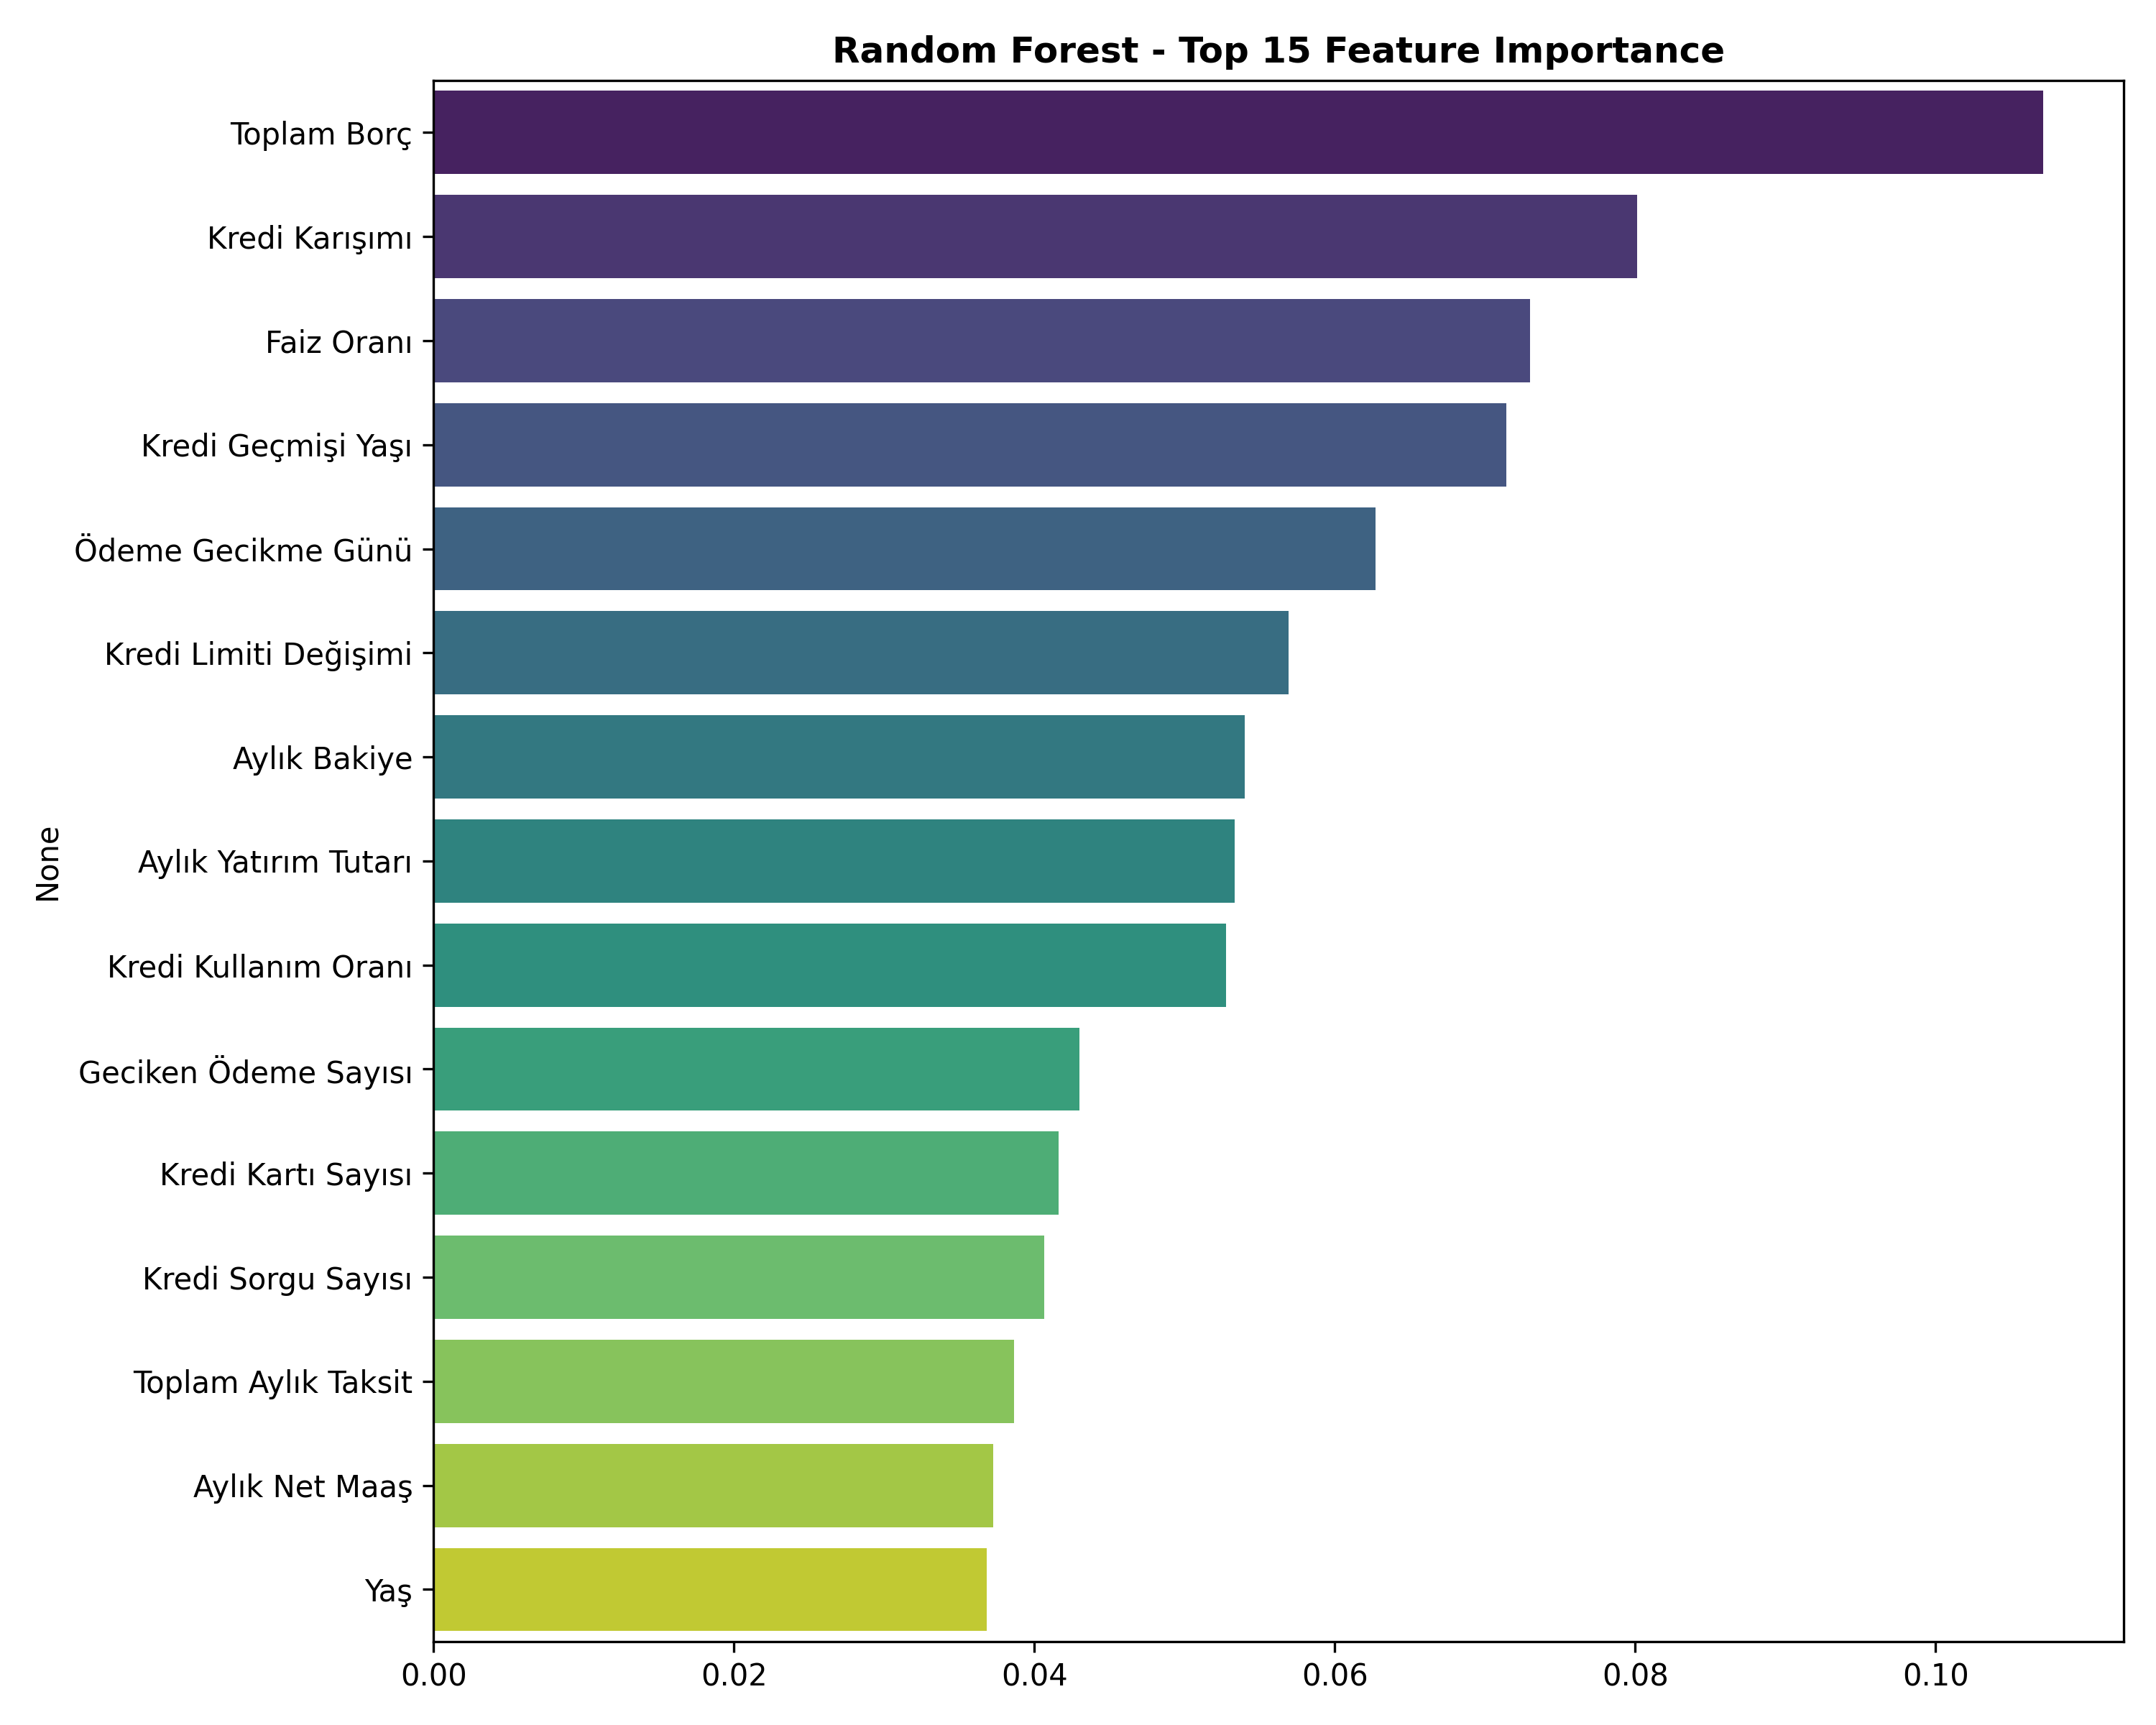 Random Forest - Top 15 Feature Importance
Toplam Borç
Kredi Karışımı
Faiz Oranı
Kredi Geçmişi Yaşı
Ödeme Gecikme Günü
Kredi Limiti Değişimi
Aylık Bakiye
Aylık Yatırım Tutarı
Kredi Kullanım Oranı
Geciken Ödeme Sayısı
Kredi Kartı Sayısı
Kredi Sorgu Sayısı
Toplam Aylık Taksit
Aylık Net Maaş
Yaş
None
0.00 0.02 0.04 0.06 0.08 0.10